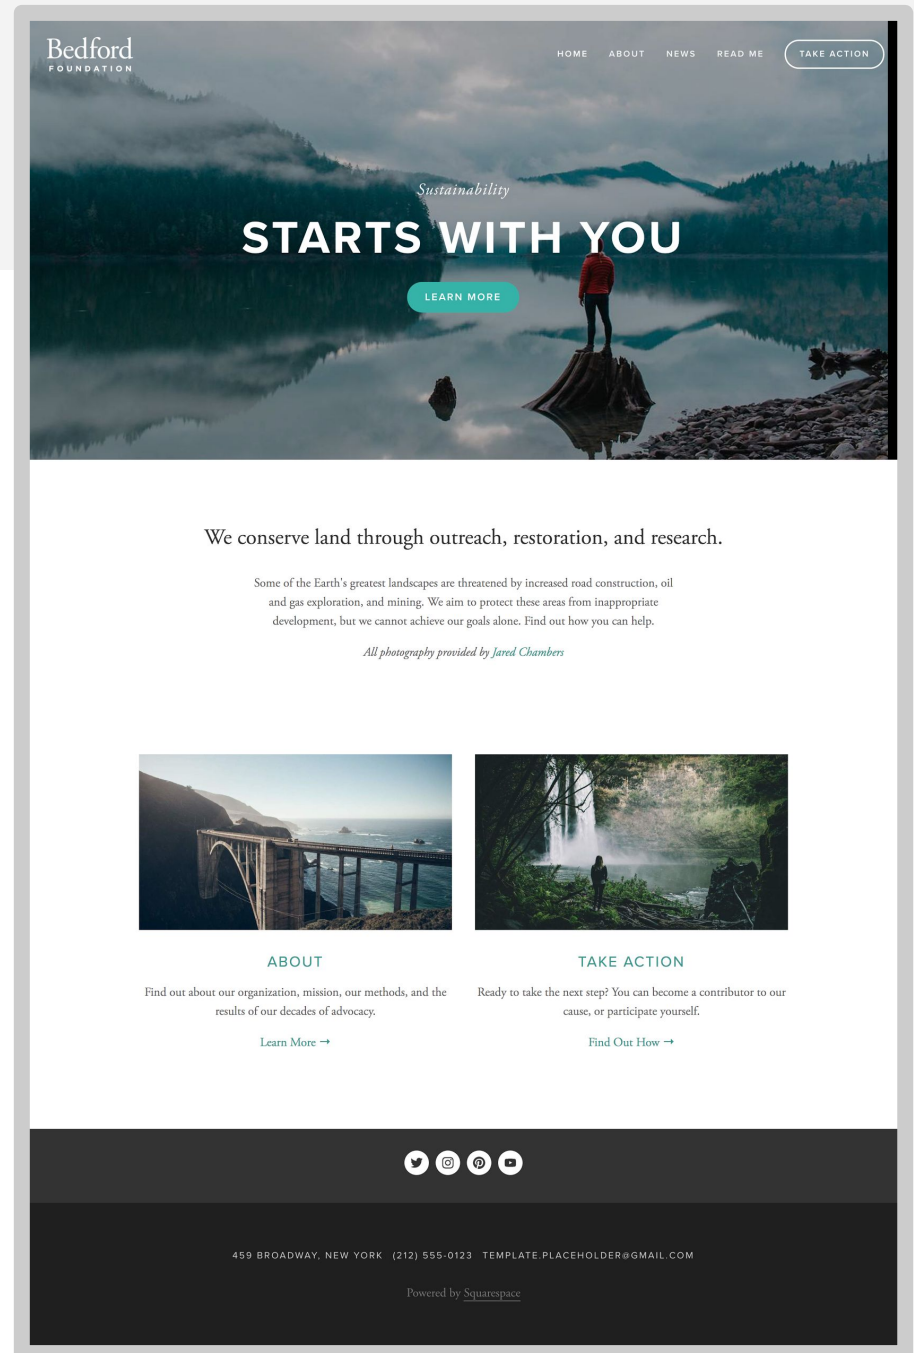 Bedford
FOUNDATION
HOME ABOUT NEWS READ ME TAKE ACTION
Sustainability
STARTS WITH YOU
LEARN MORE
We conserve land through outreach, restoration, and research.
Some of the Earth's greatest landscapes are threatened by increased road construction, oil
and gas exploration, and mining. We aim to protect these areas from inappropriate
development, but we cannot achieve our goals alone. Find out how you can help.
All photography provided by Jared Chambers
ABOUT
Find out about our organization, mission, our methods, and the
results of our decades of advocacy.
Learn More →
TAKE ACTION
Ready to take the next step? You can become a contributor to our
cause, or participate yourself.
Find Out How →
459 BROADWAY, NEW YORK (212) 555-0123 TEMPLATE.PLACEHOLDER@GMAIL.COM
Powered by Squarespace